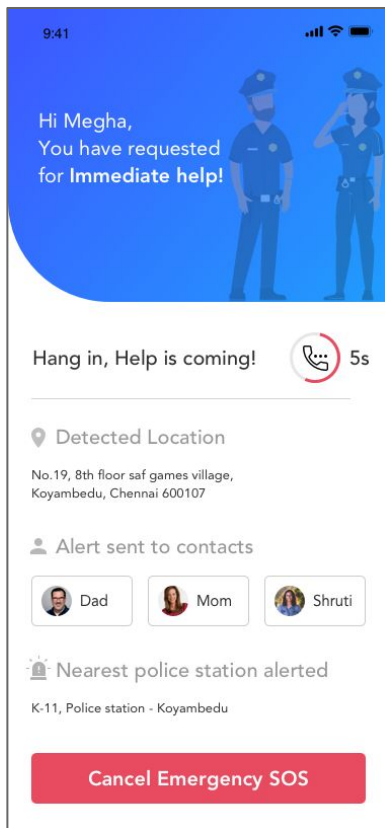 9:41
Hi Megha,
You have requested
for Immediate help!
Hang in, Help is coming!
5s
Detected Location
No.19, 8th floor saf games village,
Koyambedu, Chennai 600107
Alert sent to contacts
Dad
Mom
Shruti
Nearest police station alerted
K-11, Police station - Koyambedu
Cancel Emergency SOS